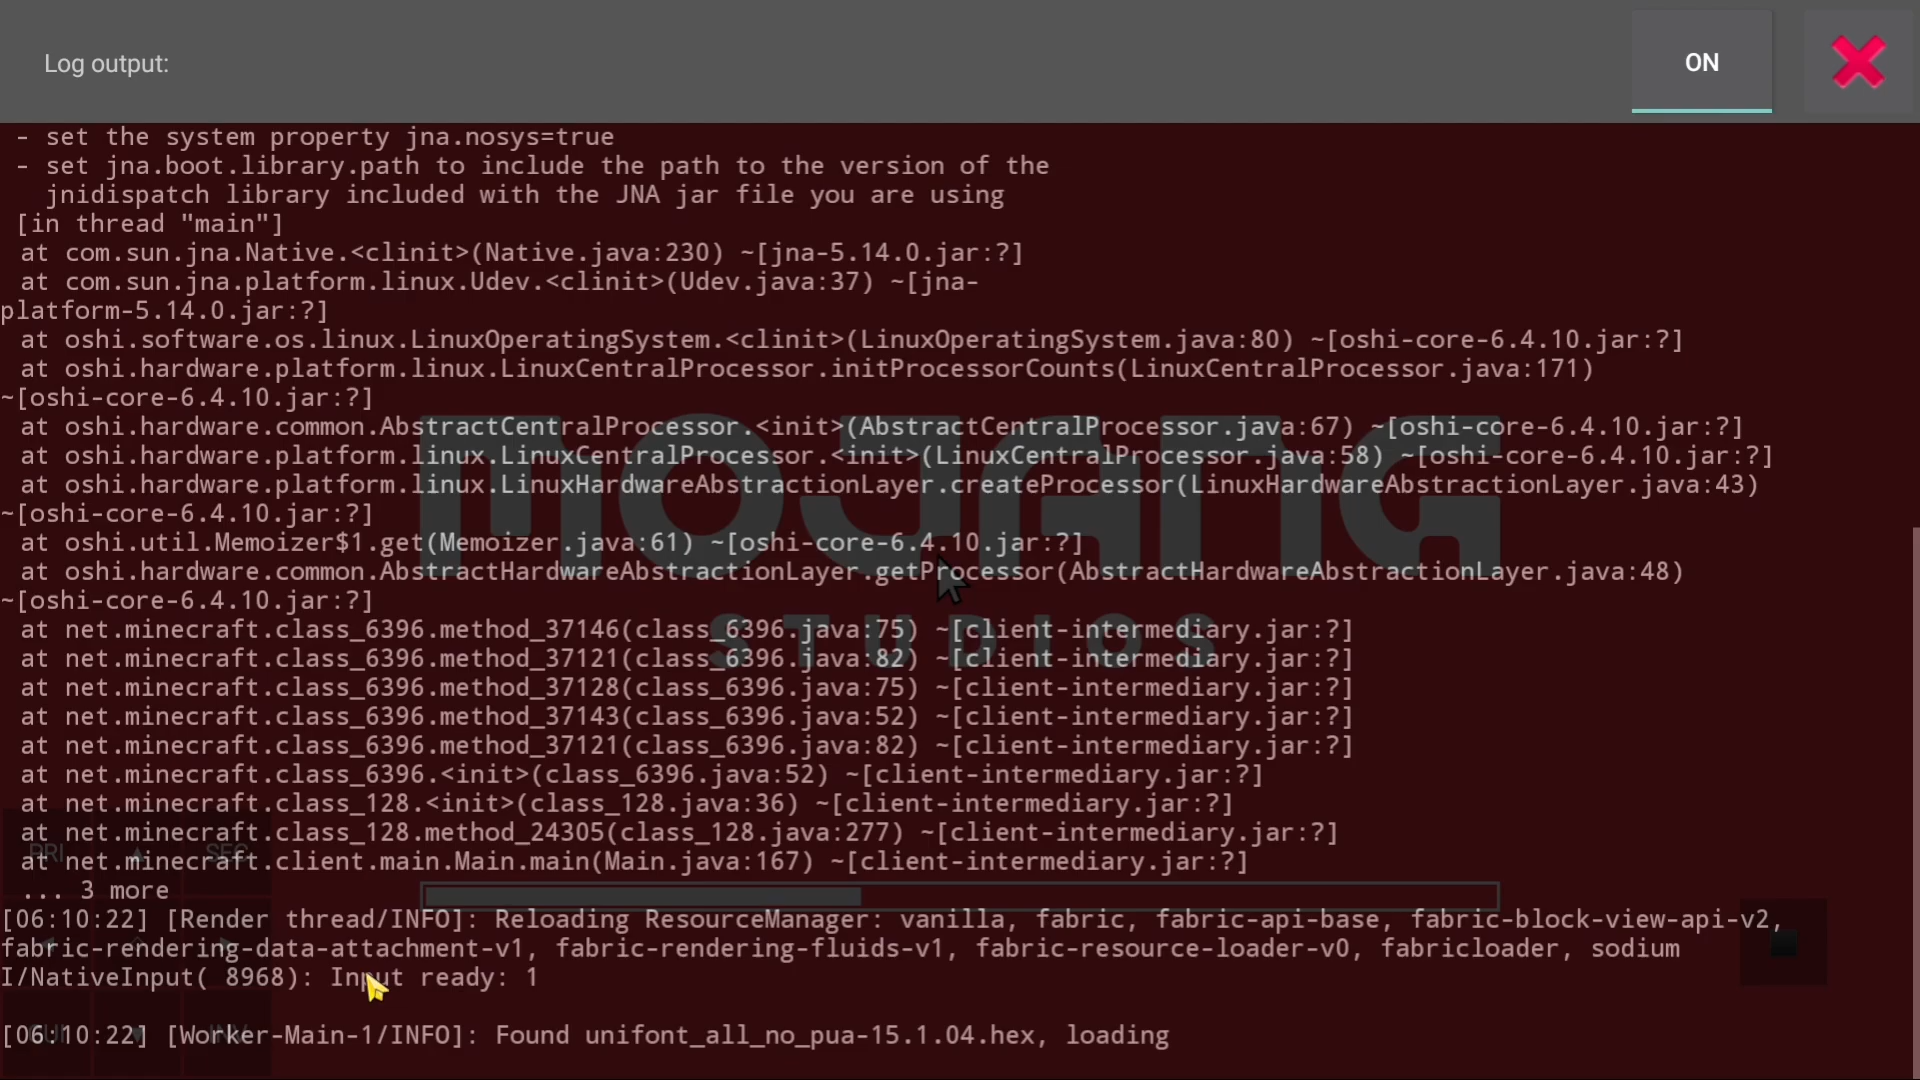 Log output:
ON
- set the system property jna.nosys=true
- set jna.boot.library.path to include the path to the version of the
jnidispatch library included with the JNA jar file you are using
[in thread "main"]
at com.sun.jna.Native.<clinit>(Native.java:230) ~[jna-5.14.0.jar:?]
at com.sun.jna.platform.linux.Udev.<clinit>(Udev.java:37) ~[jna-
platform-5.14.0.jar:?]
at oshi.software.os.linux.LinuxOperatingSystem.<clinit>(LinuxOperatingSystem.java:80) ~[oshi-core-6.4.10.jar:?]
at oshi.hardware.platform.linux.LinuxCentralProcessor.initProcessorCounts(LinuxCentralProcessor.java:171)
~[oshi-core-6.4.10.jar:?]
at oshi.hardware.common.AbstractCentralProcessor.<init>(AbstractCentralProcessor.java:67) ~[oshi-core-6.4.10.jar:?]
at oshi.hardware.platform.linux.LinuxCentralProcessor.<init>(LinuxCentralProcessor.java:58) ~[oshi-core-6.4.10.jar:?]
at oshi.hardware.platform.linux.LinuxHardwareAbstractionLayer.createProcessor(LinuxHardwareAbstractionLayer.java:43)
~[oshi-core-6.4.10.jar:?]
at oshi.util.Memoizer$1.get(Memoizer.java:61) ~[oshi-core-6.4.10.jar:?]
at oshi.hardware.common.AbstractHardwareAbstractionLayer.getProcessor(AbstractHardwareAbstractionLayer.java:48)
~[oshi-core-6.4.10.jar:?]
at net.minecraft.class_6396.method_37146(class_6396.java:75) ~[client-intermediary.jar:?]
at net.minecraft.class_6396.method_37121(class_6396.java:82) ~[client-intermediary.jar:?]
at net.minecraft.class_6396.method_37128(class_6396.java:75) ~[client-intermediary.jar:?]
at net.minecraft.class_6396.method_37143(class_6396.java:52) ~[client-intermediary.jar:?]
at net.minecraft.class_6396.method_37121(class_6396.java:82) ~[client-intermediary.jar:?]
at net.minecraft.class_6396.<init>(class_6396.java:52) ~[client-intermediary.jar:?]
at net.minecraft.class_128.<init>(class_128.java:36) ~[client-intermediary.jar:?]
at net.minecraft.class_128.method_24305(class_128.java:277) ~[client-intermediary.jar:?]
at net.minecraft.client.main.Main.main(Main.java:167) ~[client-intermediary.jar:?]
... 3 more
[06:10:22] [Render thread/INFO]: Reloading ResourceManager: vanilla, fabric, fabric-api-base, fabric-block-view-api-v2,
fabric-rendering-data-attachment-v1, fabric-rendering-fluids-v1, fabric-resource-loader-v0, fabricloader, sodium
I/NativeInput( 8968): Input ready: 1
[06:10:22] [Worker-Main-1/INFO]: Found unifont_all_no_pua-15.1.04.hex, loading
MOJANG
STUDIOS
PRI
SEC
GUI
INV